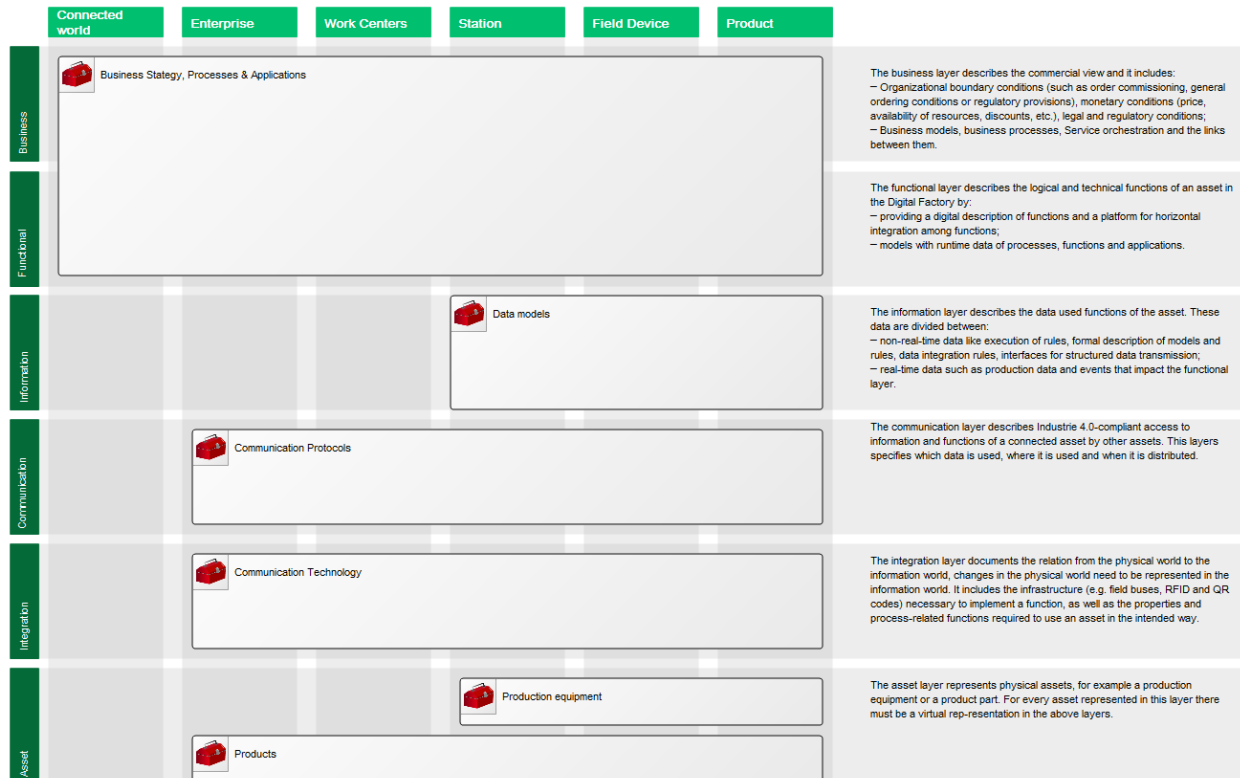 Connected
world
Enterprise
Work Centers
Station
Field Device
Product
Business
Business Stategy, Processes & Applications
The business layer describes the commercial view and it includes:
– Organizational boundary conditions (such as order commissioning, general
ordering conditions or regulatory provisions), monetary conditions (price,
availability of resources, discounts, etc.), legal and regulatory conditions;
– Business models, business processes, Service orchestration and the links
between them.
Functional
The functional layer describes the logical and technical functions of an asset in
the Digital Factory by:
– providing a digital description of functions and a platform for horizontal
integration among functions;
– models with runtime data of processes, functions and applications.
Information
Data models
The information layer describes the data used functions of the asset. These
data are divided between:
– non-real-time data like execution of rules, formal description of models and
rules, data integration rules, interfaces for structured data transmission;
– real-time data such as production data and events that impact the functional
layer.
Communication
Communication Protocols
The communication layer describes Industrie 4.0-compliant access to
information and functions of a connected asset by other assets. This layers
specifies which data is used, where it is used and when it is distributed.
Integration
Communication Technology
The integration layer documents the relation from the physical world to the
information world, changes in the physical world need to be represented in the
information world. It includes the infrastructure (e.g. field buses, RFID and QR
codes) necessary to implement a function, as well as the properties and
process-related functions required to use an asset in the intended way.
Asset
Production equipment
Products
The asset layer represents physical assets, for example a production
equipment or a product part. For every asset represented in this layer there
must be a virtual rep-resentation in the above layers.